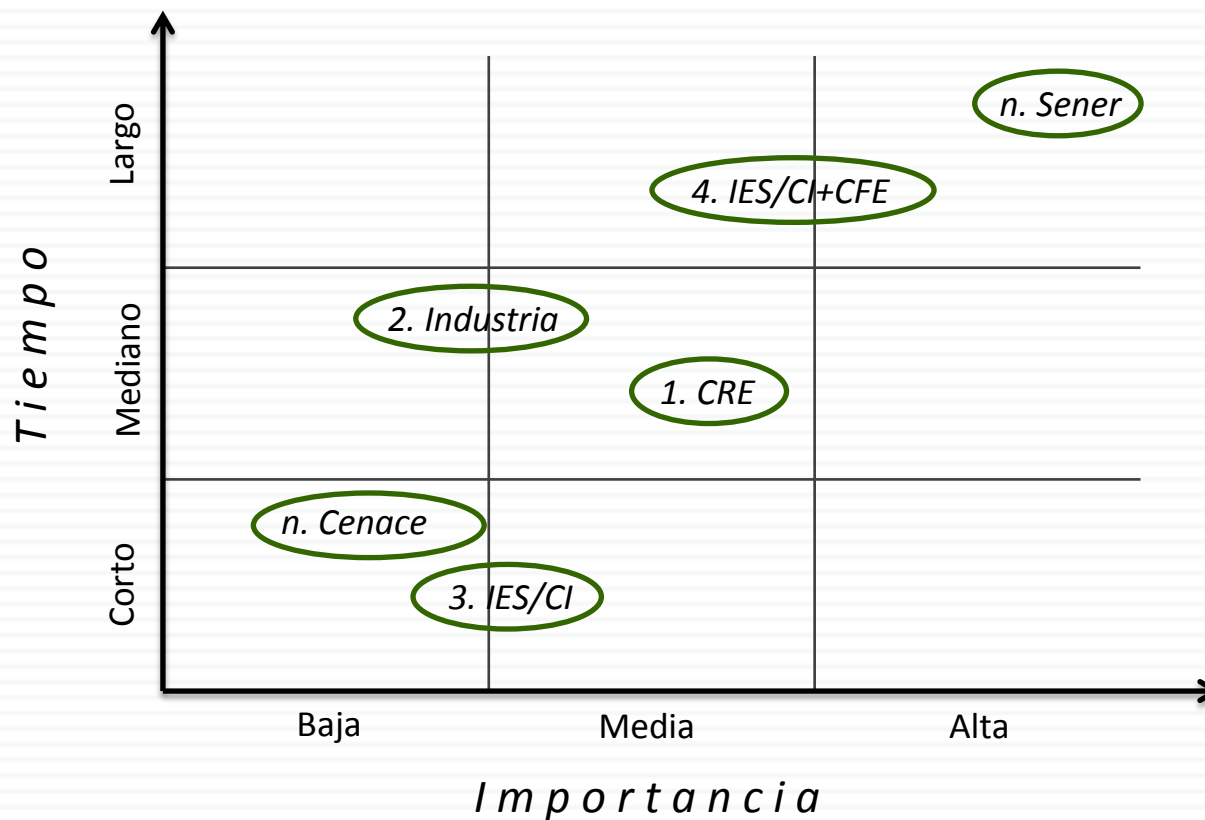 n. Sener
Largo
4. IES/CI+CFE
Tiempo
2. Industria
Mediano
1. CRE
n. Cenace
Corto
3. IES/CI
Baja
Media
Alta
Importancia